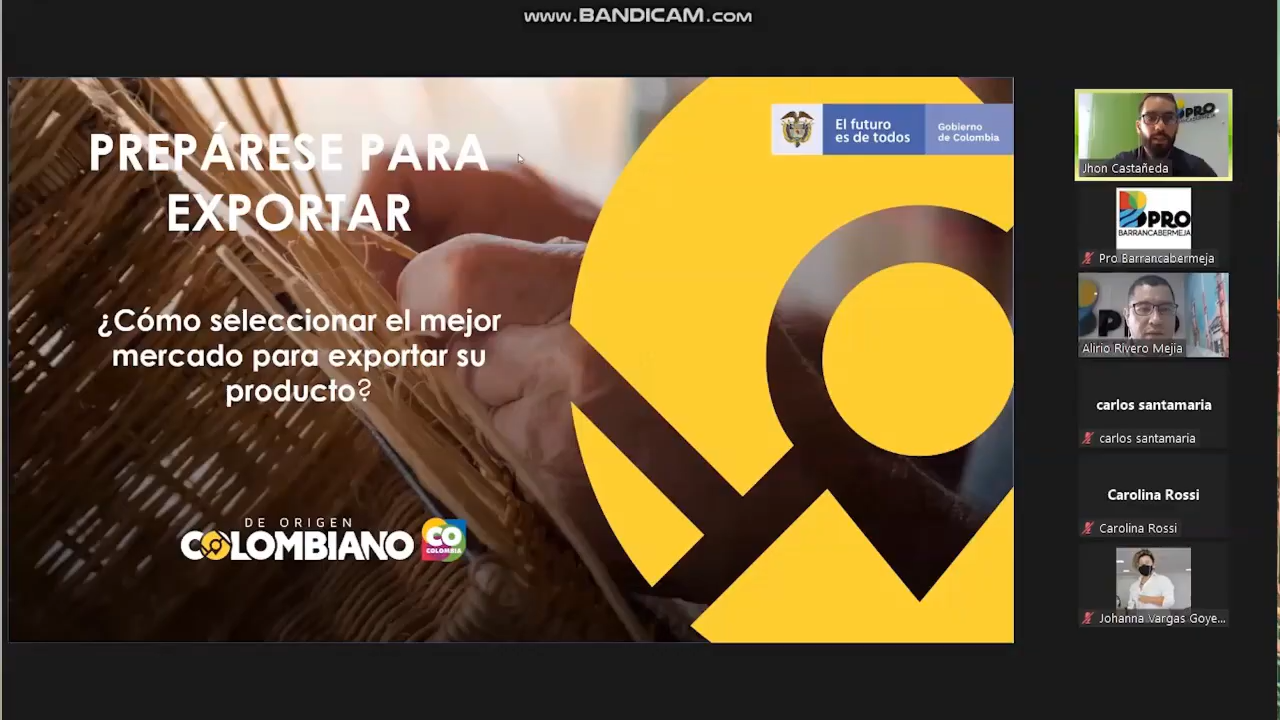 www.BANDICAM.com
PREPÁRESE PARA
EXPORTAR
¿Cómo seleccionar el mejor
mercado para exportar su
producto?
DE ORIGEN
COLOMBIANO
CO
COLOMBIA
El futuro
es de todos
Gobierno
de Colombia
PRO
Jhon Castañeda
PRO
BARRANCABERMEJA
Pro Barrancabermeja
Alirio Rivero Mejia
carlos santamaria
carlos santamaria
Carolina Rossi
Carolina Rossi
Johanna Vargas Goye...